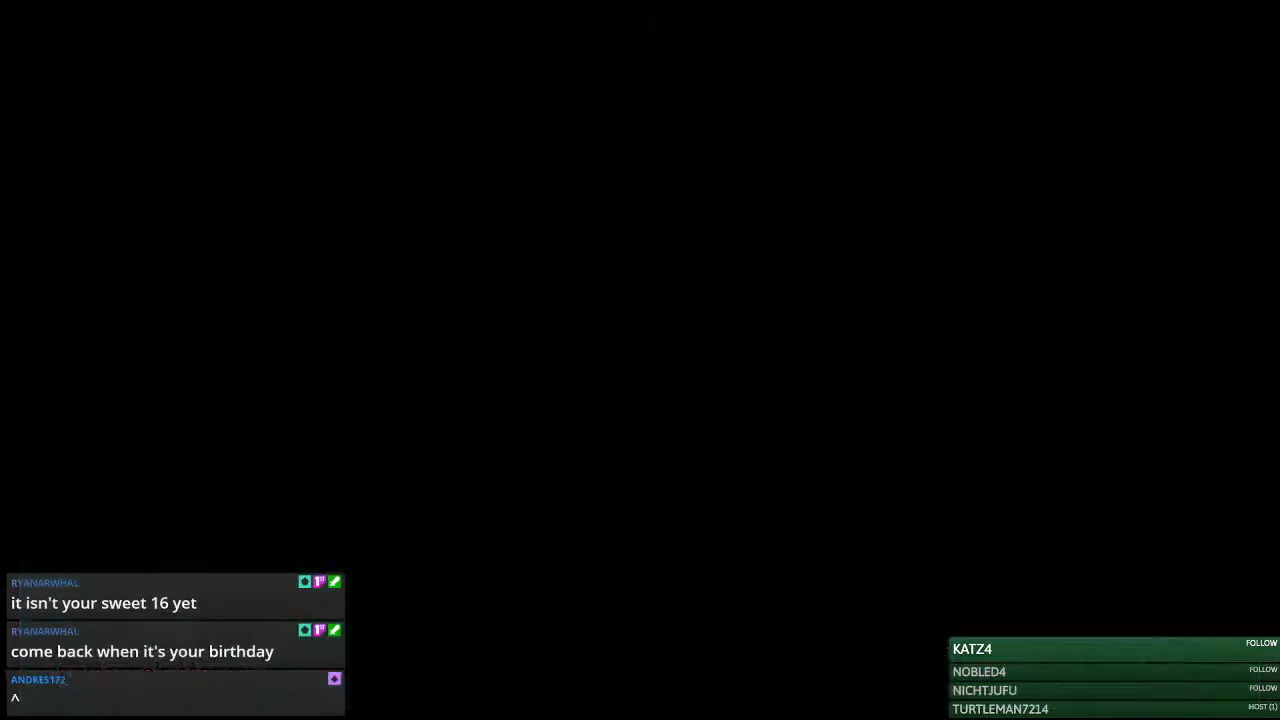 RYANARWHAL
it isn't your sweet 16 yet
RYANARWHAL
come back when it's your birthday
ANDRES172_
^
KATZ4 FOLLOW
NOBLED4 FOLLOW
NICHTJUFU FOLLOW
TURTLEMAN7214 HOST (1)